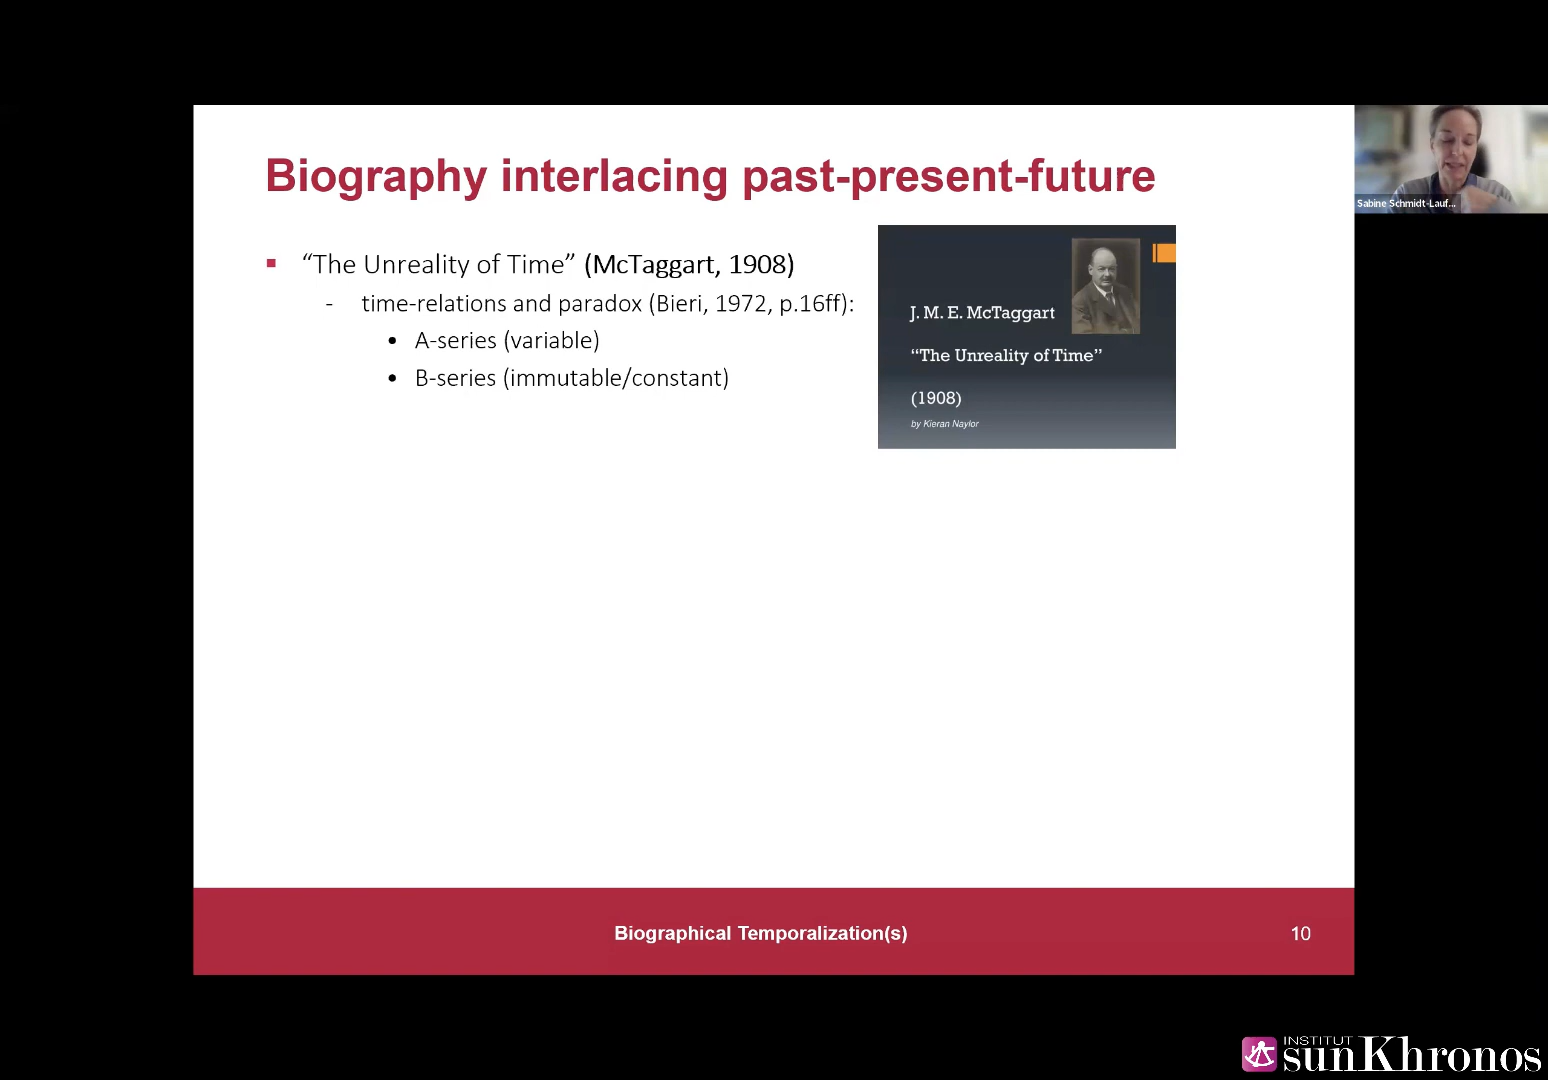 Biography interlacing past-present-future
“The Unreality of Time” (McTaggart, 1908)
- time-relations and paradox (Bieri, 1972, p.16ff):
• A-series (variable)
• B-series (immutable/constant)
J. M. E. McTaggart
“The Unreality of Time”
(1908)
by Kieran Naylor
Sabine Schmidt-Lauf...
Biographical Temporalization(s)
10
INSTITUT
sunKhronos